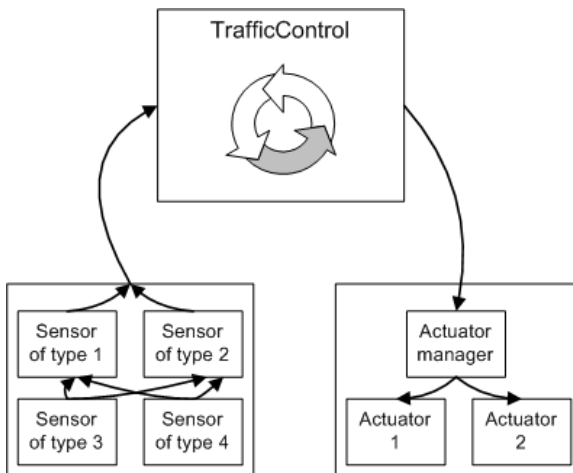 TrafficControl
Sensor
of type 1
Sensor
of type 2
Sensor
of type 3
Sensor
of type 4
Actuator
manager
Actuator
1
Actuator
2